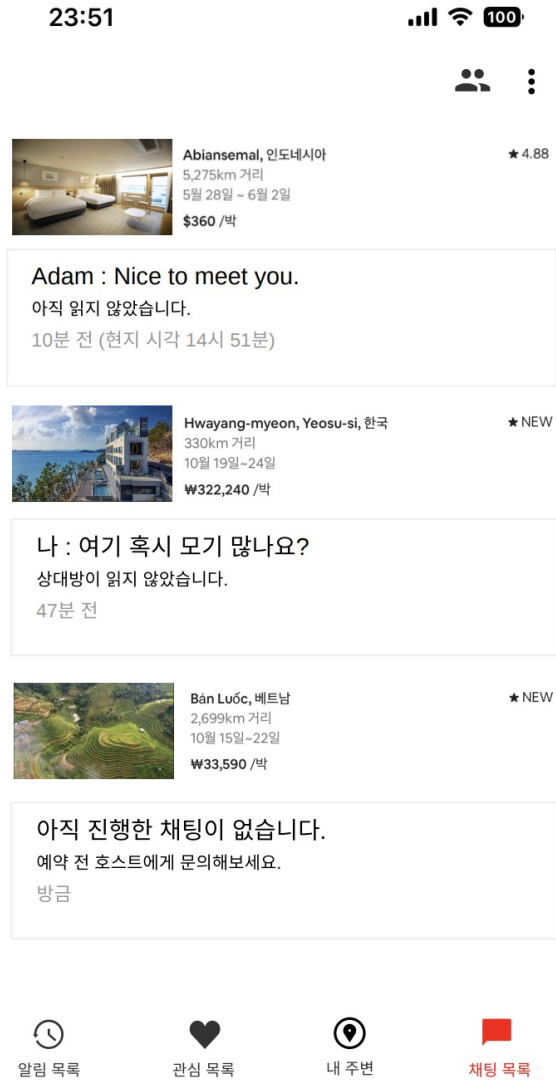 23:51
100
Abiansemal, 인도네시아
★ 4.88
5,275km 거리
5월 28일 ~ 6월 2일
$360 /박
Adam : Nice to meet you.
아직 읽지 않았습니다.
10분 전 (현지 시각 14시 51분)
Hwayang-myeon, Yeosu-si, 한국
★ NEW
330km 거리
10월 19일~24일
₩322,240 /박
나 : 여기 혹시 모기 많나요?
상대방이 읽지 않았습니다.
47분 전
Bản Luốc, 베트남
★ NEW
2,699km 거리
10월 15일~22일
₩33,590 /박
아직 진행한 채팅이 없습니다.
예약 전 호스트에게 문의해보세요.
방금
알림 목록
관심 목록
내 주변
채팅 목록